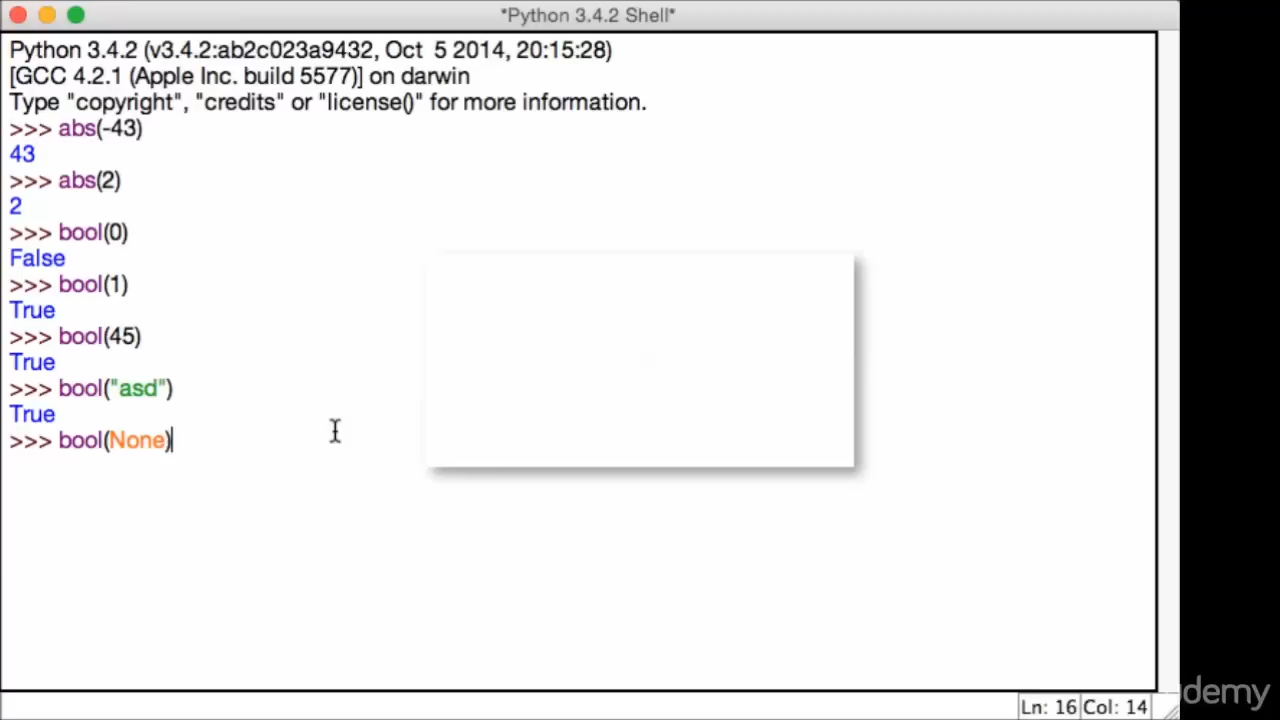 *Python 3.4.2 Shell*
Python 3.4.2 (v3.4.2:ab2c023a9432, Oct  5 2014, 20:15:28)
[GCC 4.2.1 (Apple Inc. build 5577)] on darwin
Type "copyright", "credits" or "license()" for more information.
>>> abs(-43)
43
>>> abs(2)
2
>>> bool(0)
False
>>> bool(1)
True
>>> bool(45)
True
>>> bool("asd")
True
>>> bool(None)
Ln: 16 Col: 14
udemy